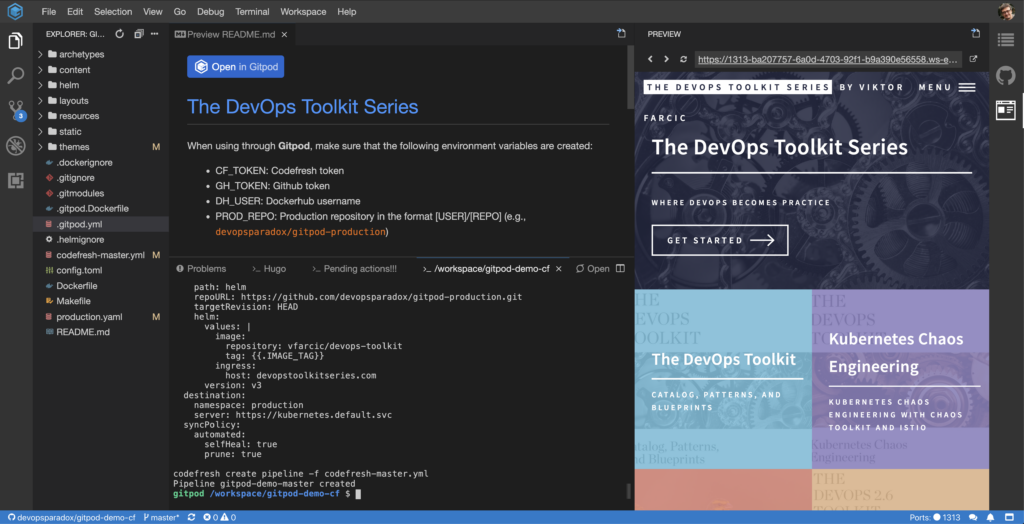 File Edit Selection View Go Debug Terminal Workspace Help
EXPLORER: GI...
archetypes
content
helm
layouts
resources
static
themes M
.dockerignore
.gitignore
.gitmodules
.gitpod.Dockerfile
.gitpod.yml
.helmignore
codefresh-master.yml M
config.toml
Dockerfile
Makefile
production.yaml M
README.md
3
Preview README.md ×
Open in Gitpod
The DevOps Toolkit Series
When using through Gitpod, make sure that the following environment variables are created:
• CF_TOKEN: Codefresh token
• GH_TOKEN: Github token
• DH_USER: Dockerhub username
• PROD_REPO: Production repository in the format [USER]/[REPO] (e.g.,
devopsparadox/gitpod-production)
Problems >_ Hugo >_ Pending actions!!! >_ /workspace/gitpod-demo-cf × Open
path: helm
repoURL: https://github.com/devopsparadox/gitpod-production.git
targetRevision: HEAD
helm:
values: |
image:
repository: vfarcic/devops-toolkit
tag: {{.IMAGE_TAG}}
ingress:
host: devopstoolkitseries.com
version: v3
destination:
namespace: production
server: https://kubernetes.default.svc
syncPolicy:
automated:
selfHeal: true
prune: true
codefresh create pipeline -f codefresh-master.yml
Pipeline gitpod-demo-master created
gitpod /workspace/gitpod-demo-cf $
PREVIEW
https://1313-ba207757-6a0d-4703-92f1-b9a390e56558.ws-e...
THE DEVOPS TOOLKIT SERIES BY VIKTOR MENU
FARCIC
The DevOps Toolkit Series
WHERE DEVOPS BECOMES PRACTICE
GET STARTED
THE
DEVOPS
TOOLKIT
The DevOps Toolkit
CATALOG, PATTERNS, AND
BLUEPRINTS
Catalog, Patterns,
and Blueprints
THE DEVOPS
Kubernetes Chaos
Engineering
KUBERNETES CHAOS
ENGINEERING WITH CHAOS
TOOLKIT AND ISTIO
Kubernetes Chaos
Engineering
THE
DEVOPS 2.6
TOOLKIT
devopsparadox/gitpod-demo-cf master* 0 0 Ports: 1313